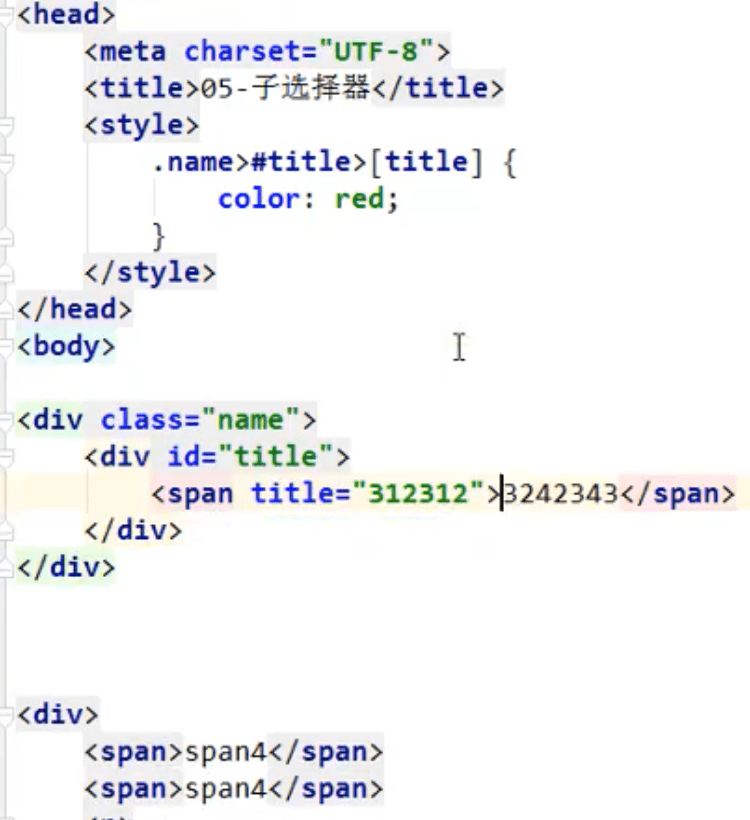 <head>
<meta charset="UTF-8">
<title>05-子选择器</title>
<style>
.name>#title>[title] {
color: red;
}
</style>
</head>
<body>
<div class="name">
<div id="title">
<span title="312312">3242343</span>
</div>
</div>
<div>
<span>span4</span>
<span>span4</span>